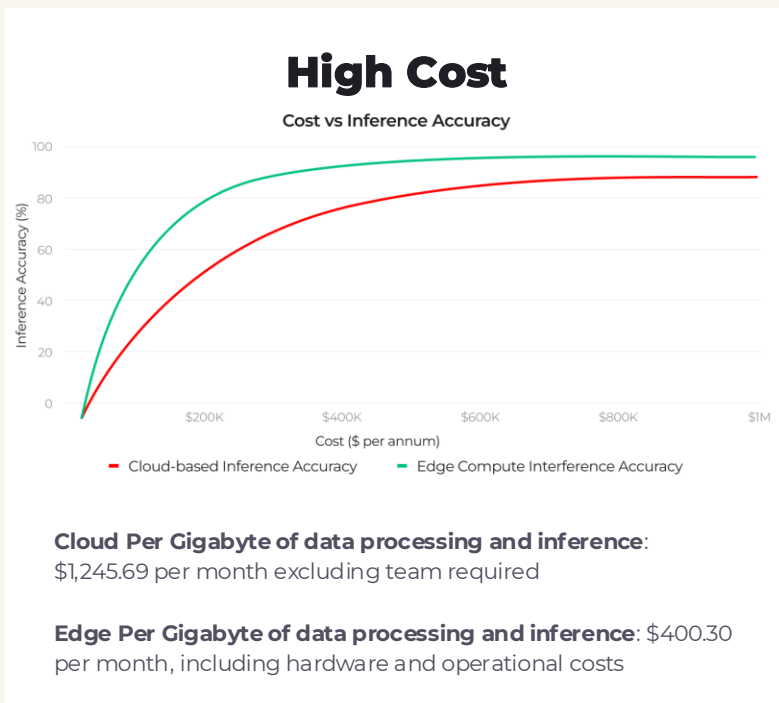 High Cost
Cost vs Inference Accuracy
100
80
60
40
20
0
Inference Accuracy (%)
$200K
$400K
$600K
$800K
$1M
Cost ($ per annum)
Cloud-based Inference Accuracy
Edge Compute Interference Accuracy
Cloud Per Gigabyte of data processing and inference:
$1,245.69 per month excluding team required
Edge Per Gigabyte of data processing and inference: $400.30
per month, including hardware and operational costs